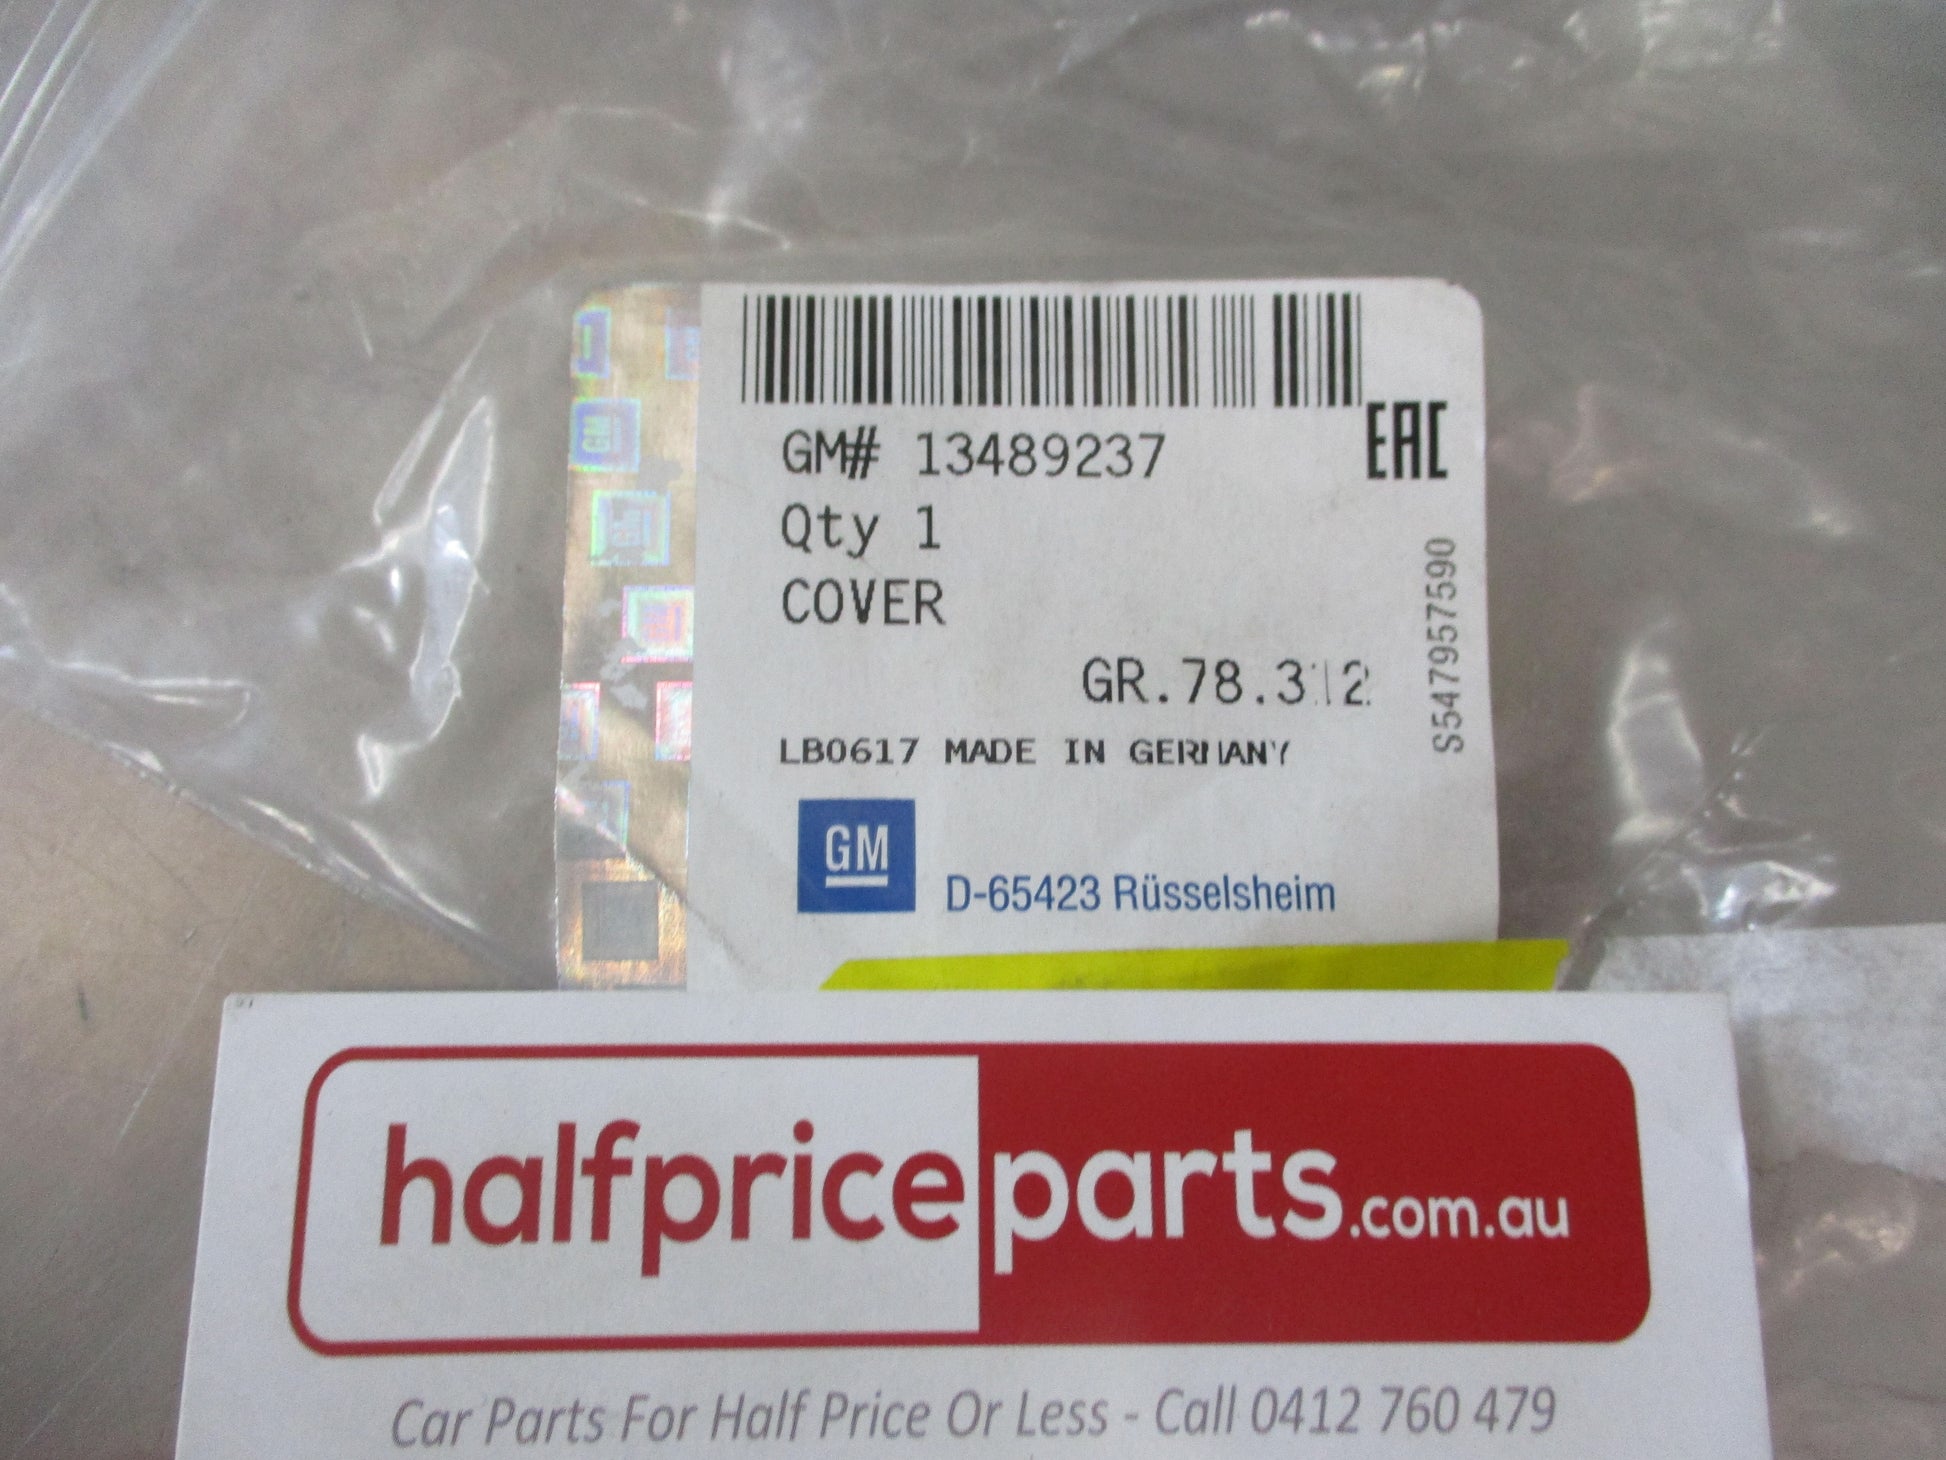 GM# 13489237
EAC
Qty 1
COVER
GR.78.312
S547957590
LB0617 MADE IN GERMANY
GM
D-65423 Rüsselsheim
halfpriceparts.com.au
Car Parts For Half Price Or Less - Call 0412 760 479